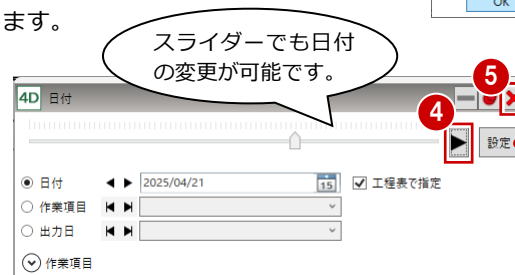 ます。
OK
スライダーでも日付
の変更が可能です。
5
4D 日付
4
設定
日付 2025/04/21 15 工程表で指定
作業項目
出力日
作業項目